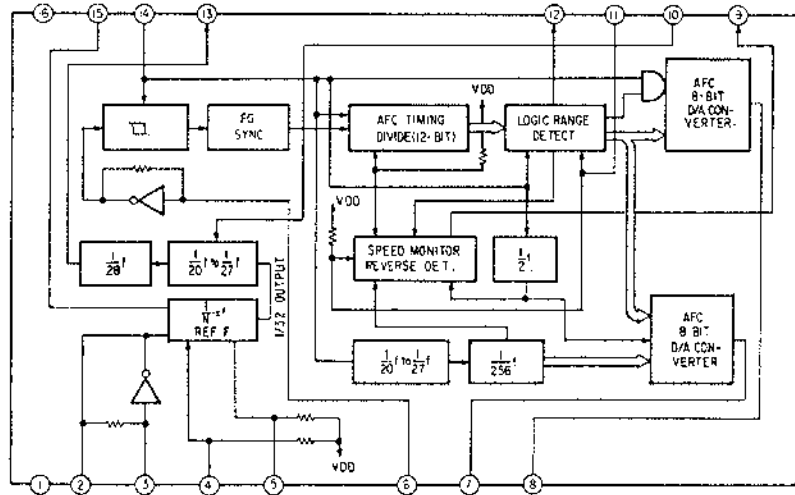 16 15 14 13 12 11 10 9
FG
SYNC
AFC TIMING
DIVIDE(12-BIT)
VDD
LOGIC RANGE
DETECT
AFC
8-BIT
D/A CON-
VERTER
VDD
SPEED MONITOR
REVERSE DET.
1/2 f
1/28 f
1/20 f to 1/27 f
1/32 OUTPUT
REF F
1/20 f to 1/27 f
1/256 f
AFC
8 BIT
D/A CON-
VERTER
VDD
1 2 3 4 5 6 7 8